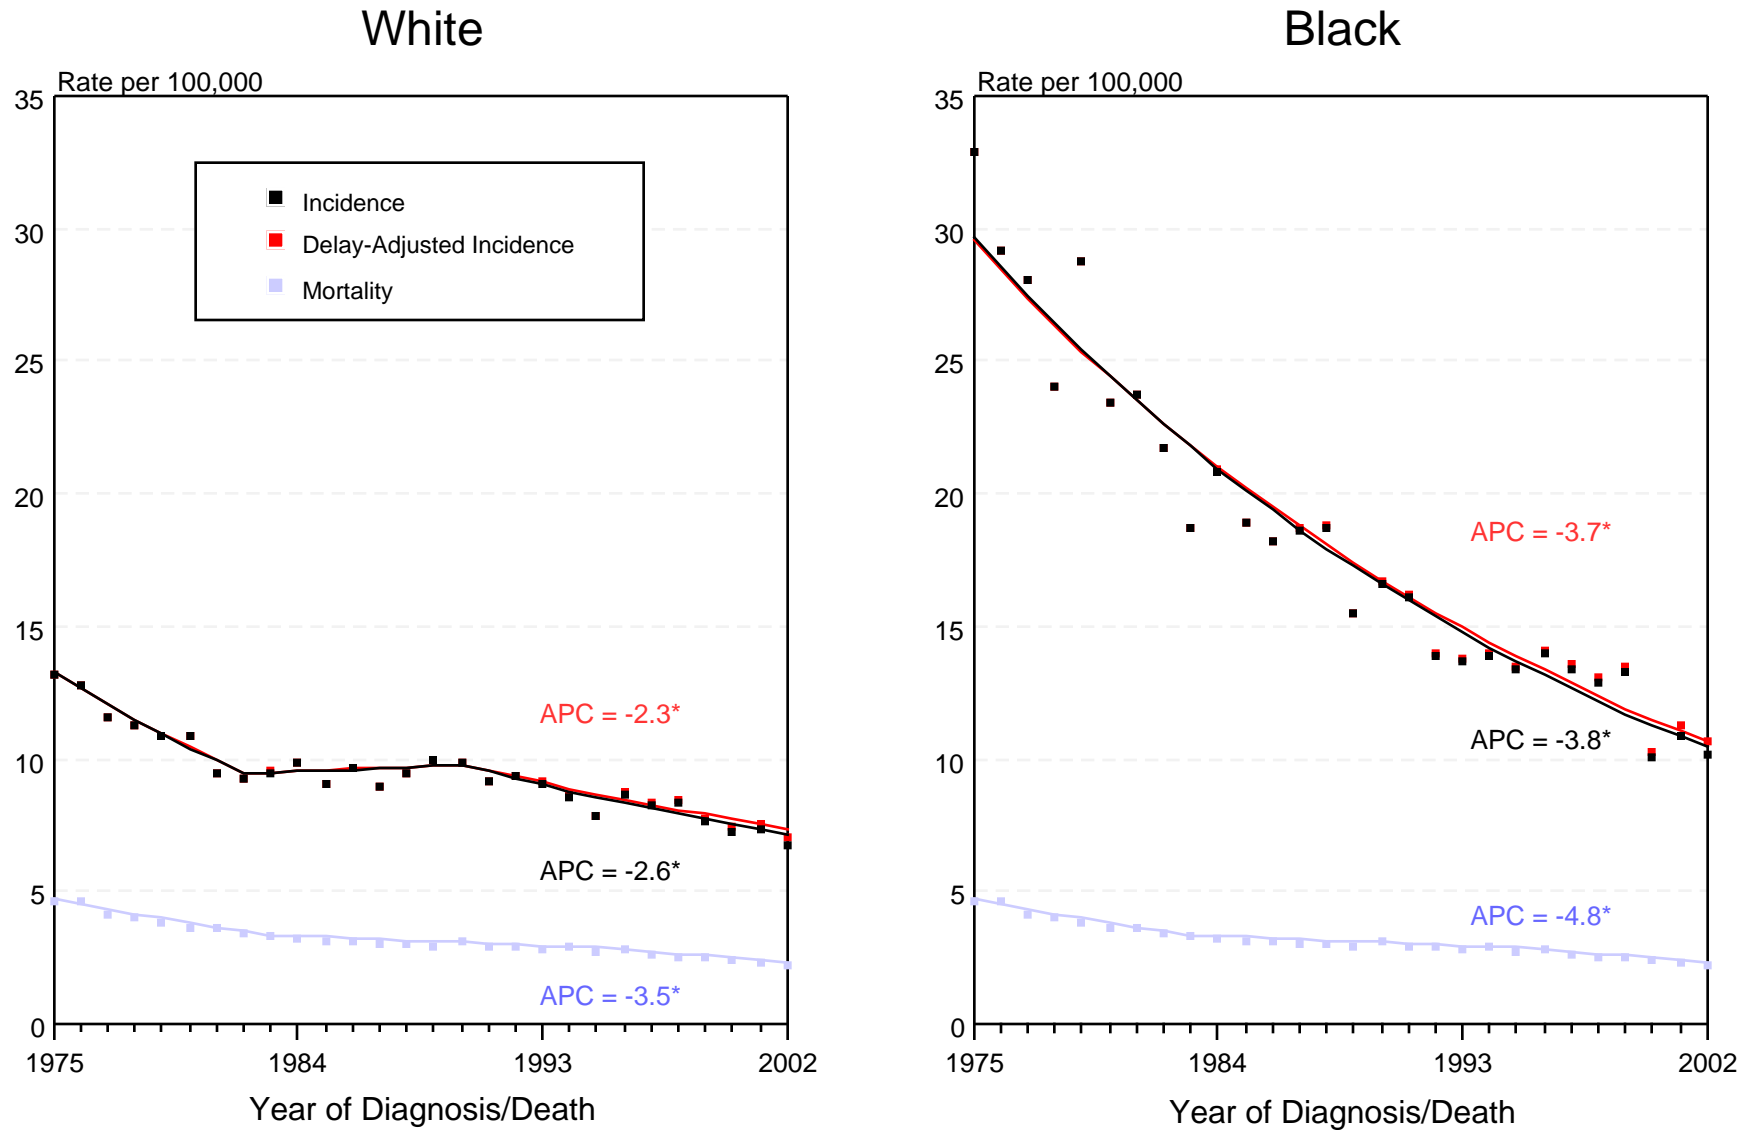 White
Rate per 100,000
35
30
25
20
15
10
5
0
Incidence
Delay-Adjusted Incidence
Mortality
APC = -2.3*
APC = -2.6*
APC = -3.5*
1975
1984
1993
2002
Year of Diagnosis/Death
Black
Rate per 100,000
35
30
25
20
15
10
5
0
APC = -3.7*
APC = -3.8*
APC = -4.8*
1975
1984
1993
2002
Year of Diagnosis/Death